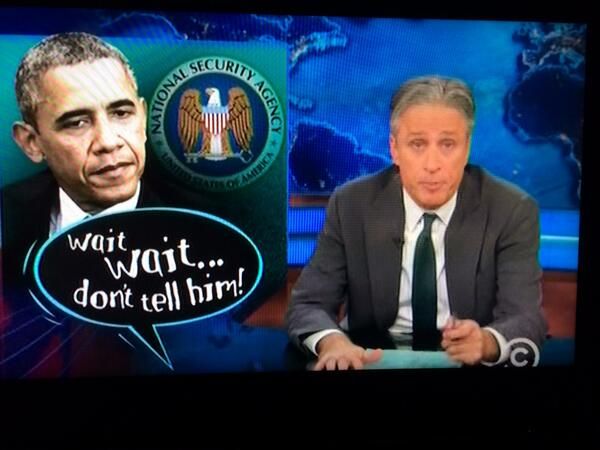 NATIONAL SECURITY AGENCY
UNITED STATES OF AMERICA
wait
wait...
don't tell him!
C